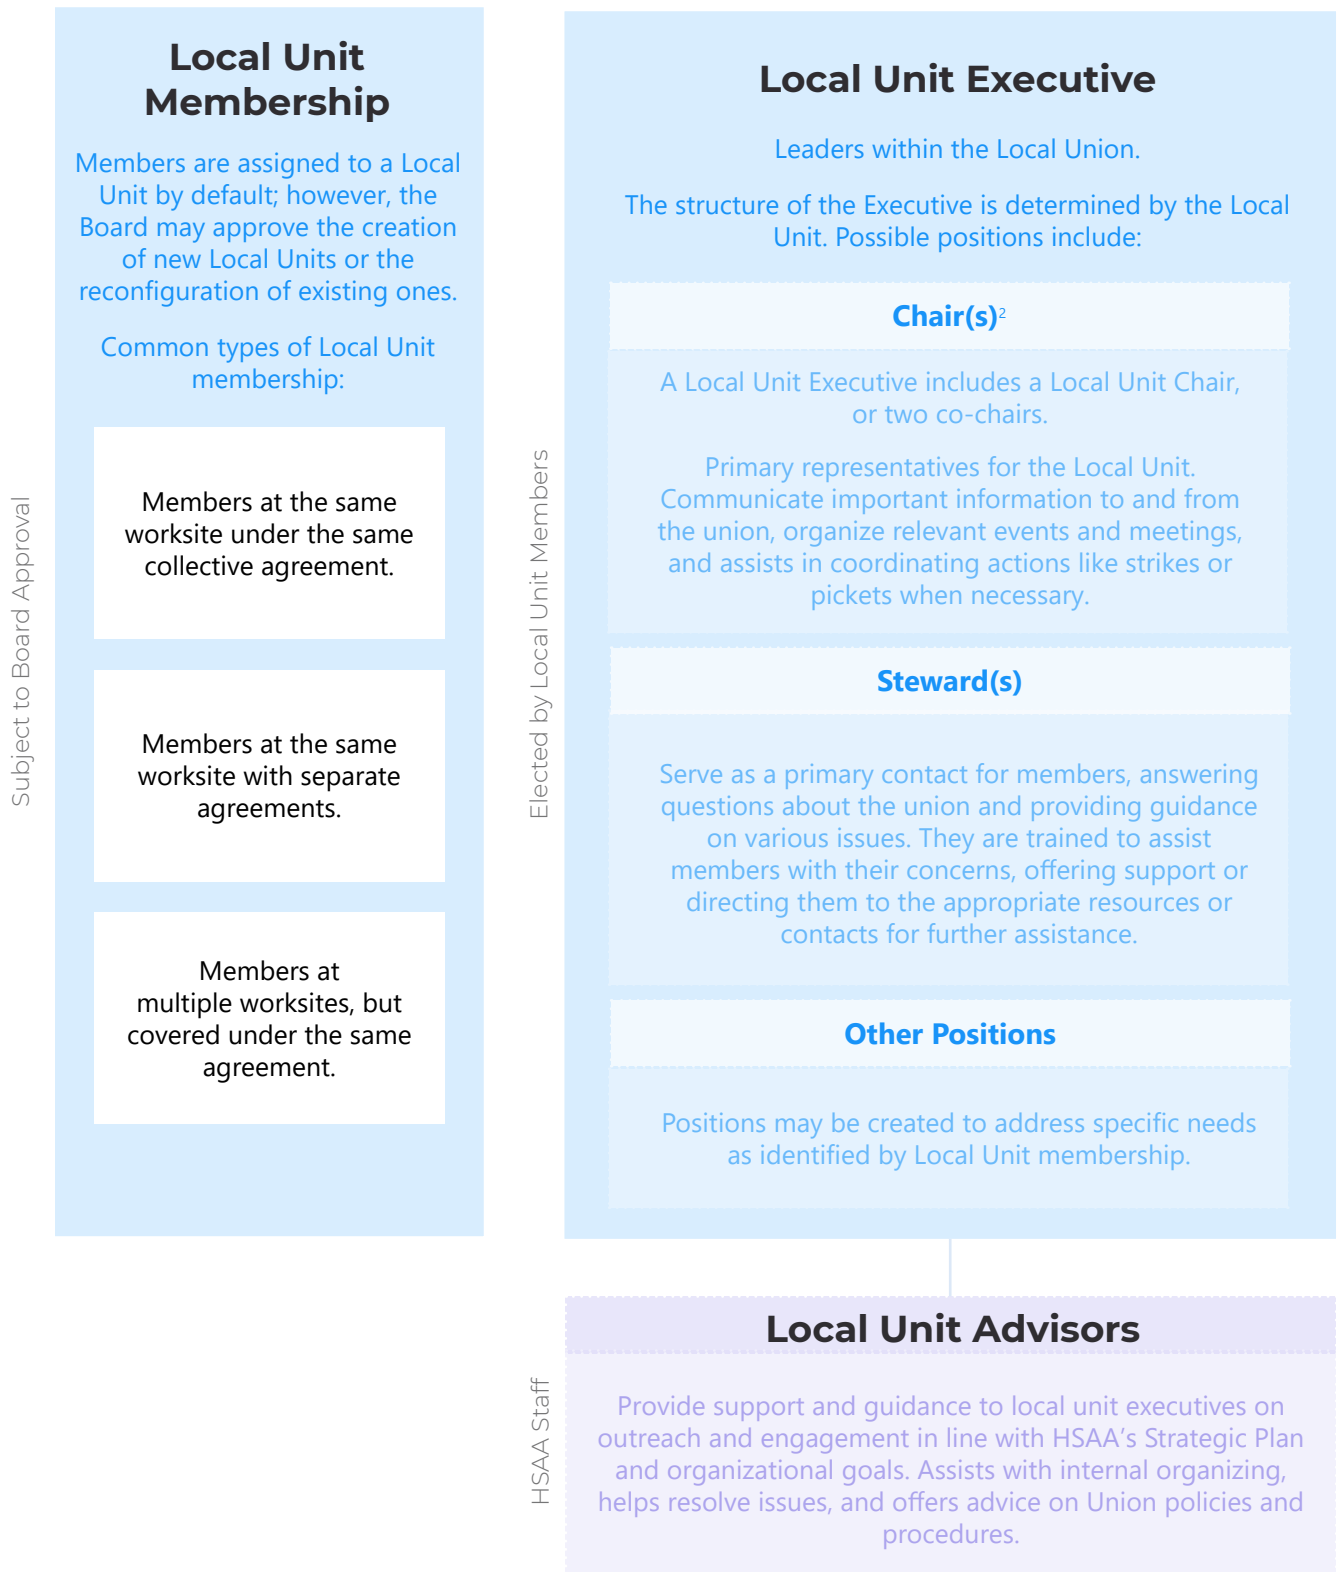 Subject to Board Approval
Local Unit
Membership
Members are assigned to a Local
Unit by default; however, the
Board may approve the creation
of new Local Units or the
reconfiguration of existing ones.
Common types of Local Unit
membership:
Members at the same
worksite under the same
collective agreement.
Members at the same
worksite with separate
agreements.
Members at
multiple worksites, but
covered under the same
agreement.
Elected by Local Unit Members
Local Unit Executive
Leaders within the Local Union.
The structure of the Executive is determined by the Local
Unit. Possible positions include:
Chair(s)²
A Local Unit Executive includes a Local Unit Chair,
or two co-chairs.
Primary representatives for the Local Unit.
Communicate important information to and from
the union, organize relevant events and meetings,
and assists in coordinating actions like strikes or
pickets when necessary.
Steward(s)
Serve as a primary contact for members, answering
questions about the union and providing guidance
on various issues. They are trained to assist
members with their concerns, offering support or
directing them to the appropriate resources or
contacts for further assistance.
Other Positions
Positions may be created to address specific needs
as identified by Local Unit membership.
HSAA Staff
Local Unit Advisors
Provide support and guidance to local unit executives on
outreach and engagement in line with HSAA's Strategic Plan
and organizational goals. Assists with internal organizing,
helps resolve issues, and offers advice on Union policies and
procedures.